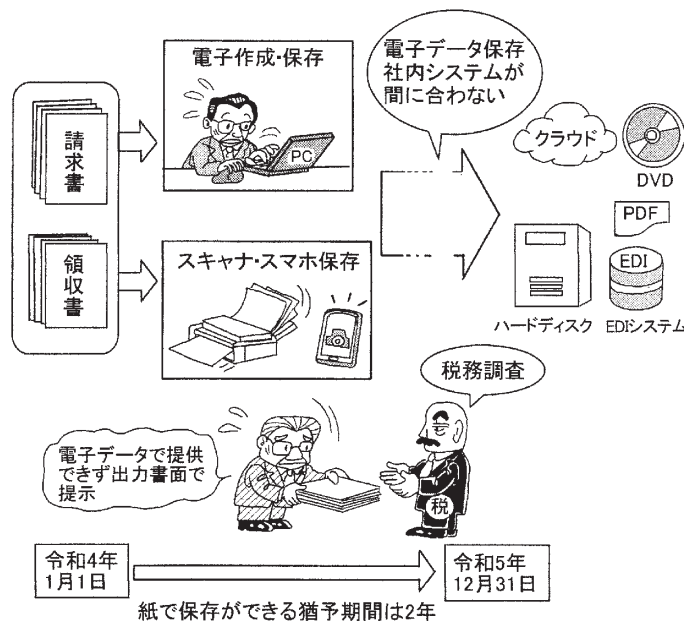 請求書
領収書
電子作成・保存
PC
スキャナ・スマホ保存
電子データ保存
社内システムが
間に合わない
クラウド
DVD
PDF
EDI
ハードディスク
EDIシステム
税務調査
電子データで提供
できず出力書面で
提示
税
令和4年
1月1日
令和5年
12月31日
紙で保存ができる猶予期間は2年